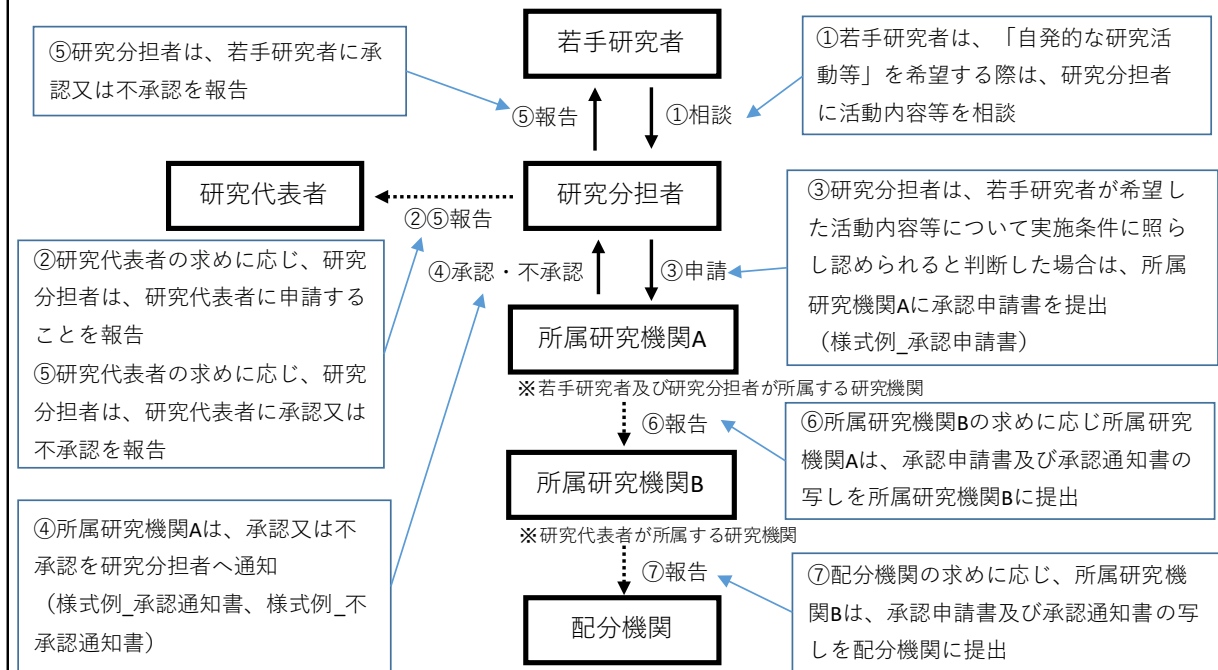 若手研究者
⑤研究分担者は、若手研究者に承
認又は不承認を報告
①若手研究者は、「自発的な研究活
動等」を希望する際は、研究分担者
に活動内容等を相談
⑤報告
①相談
研究代表者
研究分担者
②⑤報告
③研究分担者は、若手研究者が希望し
た活動内容等について実施条件に照ら
し認められると判断した場合は、所属
研究機関Aに承認申請書を提出
（様式例_承認申請書）
②研究代表者の求めに応じ、研究
分担者は、研究代表者に申請する
ことを報告
⑤研究代表者の求めに応じ、研究
分担者は、研究代表者に承認又は
不承認を報告
④承認・不承認
③申請
所属研究機関A
※若手研究者及び研究分担者が所属する研究機関
⑥報告
⑥所属研究機関Bの求めに応じ所属研究
機関Aは、承認申請書及び承認通知書の
写しを所属研究機関Bに提出
所属研究機関B
※研究代表者が所属する研究機関
④所属研究機関Aは、承認又は不
承認を研究分担者へ通知
（様式例_承認通知書、様式例_不
承認通知書）
⑦報告
⑦配分機関の求めに応じ、所属研究機
関Bは、承認申請書及び承認通知書の写
しを配分機関に提出
配分機関